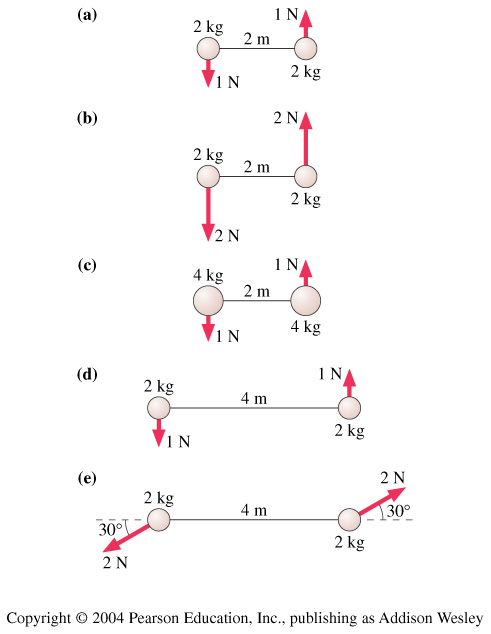 (a)
1 N
2 kg
2 m
1 N
2 kg
(b)
2 N
2 kg
2 m
2 kg
2 N
(c)
1 N
4 kg
2 m
1 N
4 kg
(d)
1 N
2 kg
4 m
1 N
2 kg
(e)
2 N
2 kg
4 m
30°
30°
2 kg
2 N
Copyright © 2004 Pearson Education, Inc., publishing as Addison Wesley